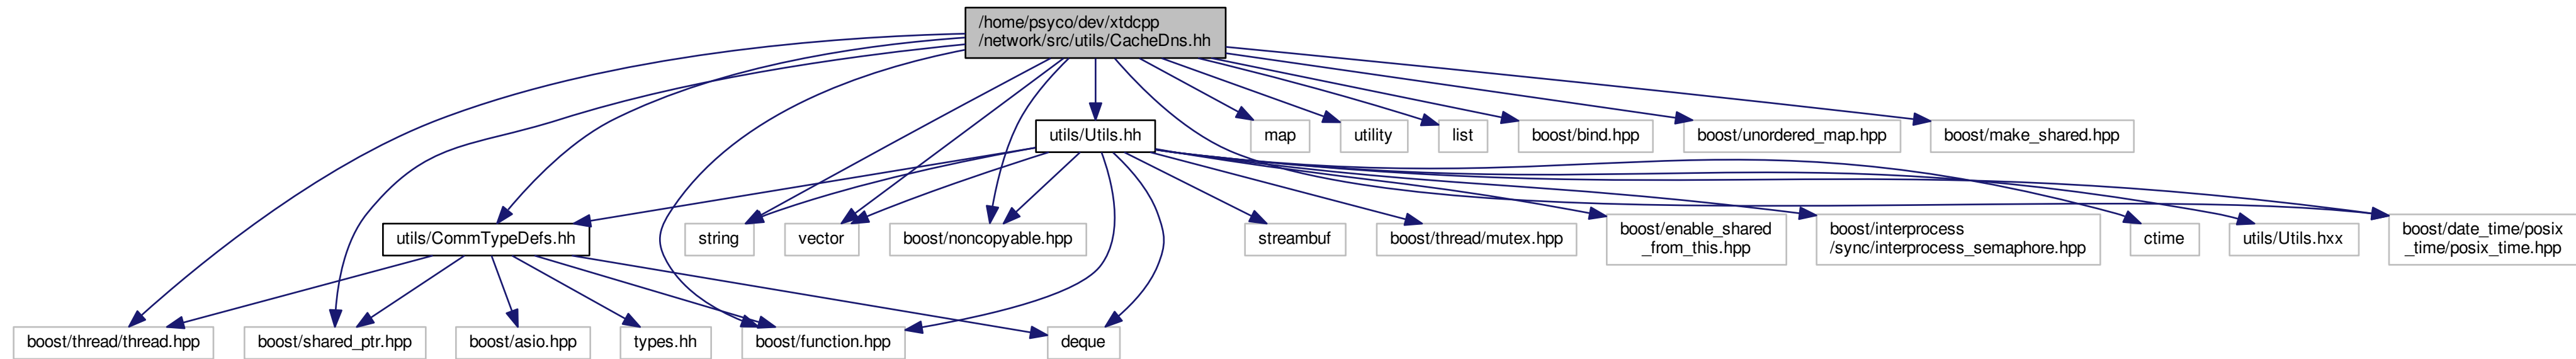 /home/psyco/dev/xtdcpp
/network/src/utils/CacheDns.hh
utils/Utils.hh
map
utility
list
boost/bind.hpp
boost/unordered_map.hpp
boost/make_shared.hpp
utils/CommTypeDefs.hh
string
vector
boost/noncopyable.hpp
streambuf
boost/thread/mutex.hpp
boost/enable_shared
_from_this.hpp
boost/interprocess
/sync/interprocess_semaphore.hpp
ctime
utils/Utils.hxx
boost/date_time/posix
_time/posix_time.hpp
boost/thread/thread.hpp
boost/shared_ptr.hpp
boost/asio.hpp
types.hh
boost/function.hpp
deque